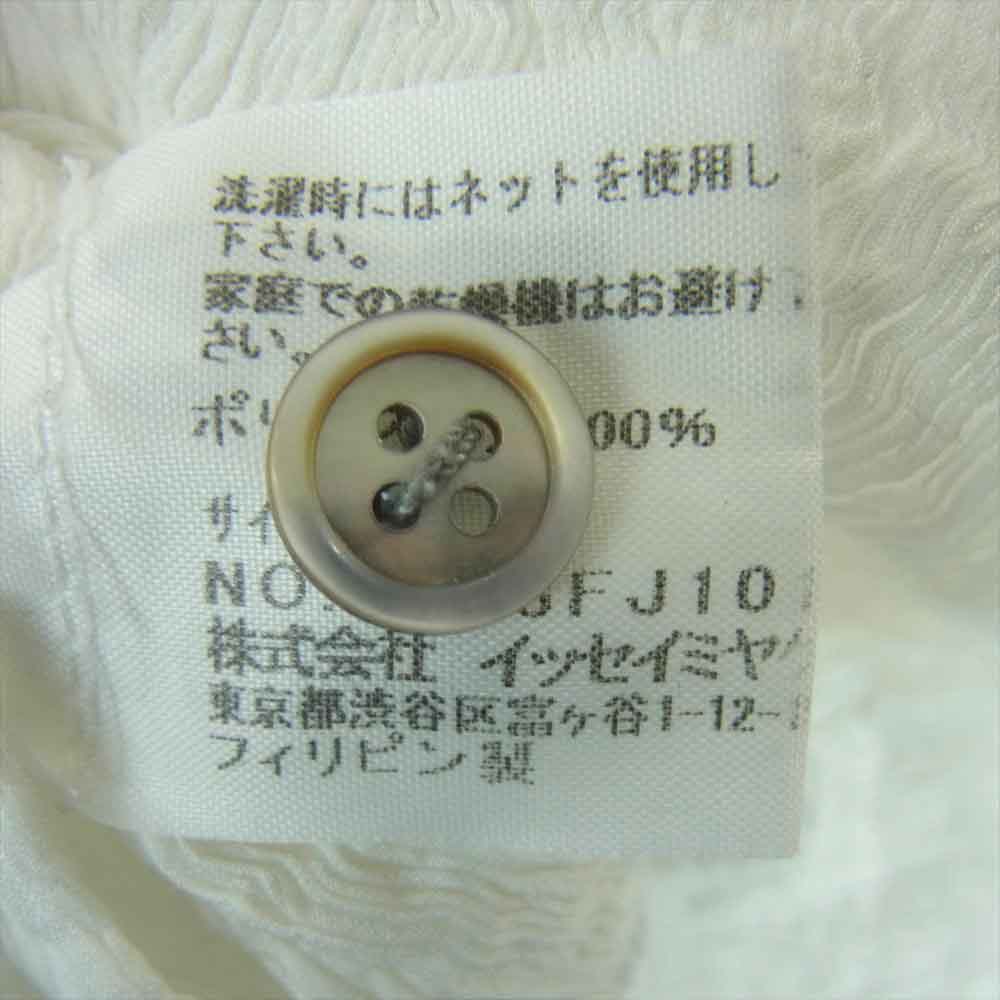 洗濯時にはネットを使用し
下さい。
家庭での乾燥機はお避け
さい。
ポリ 00%
サイ
NO. FJ10
株式会社 イッセイミヤ
東京都渋谷区富ヶ谷1-12-
フィリピン製